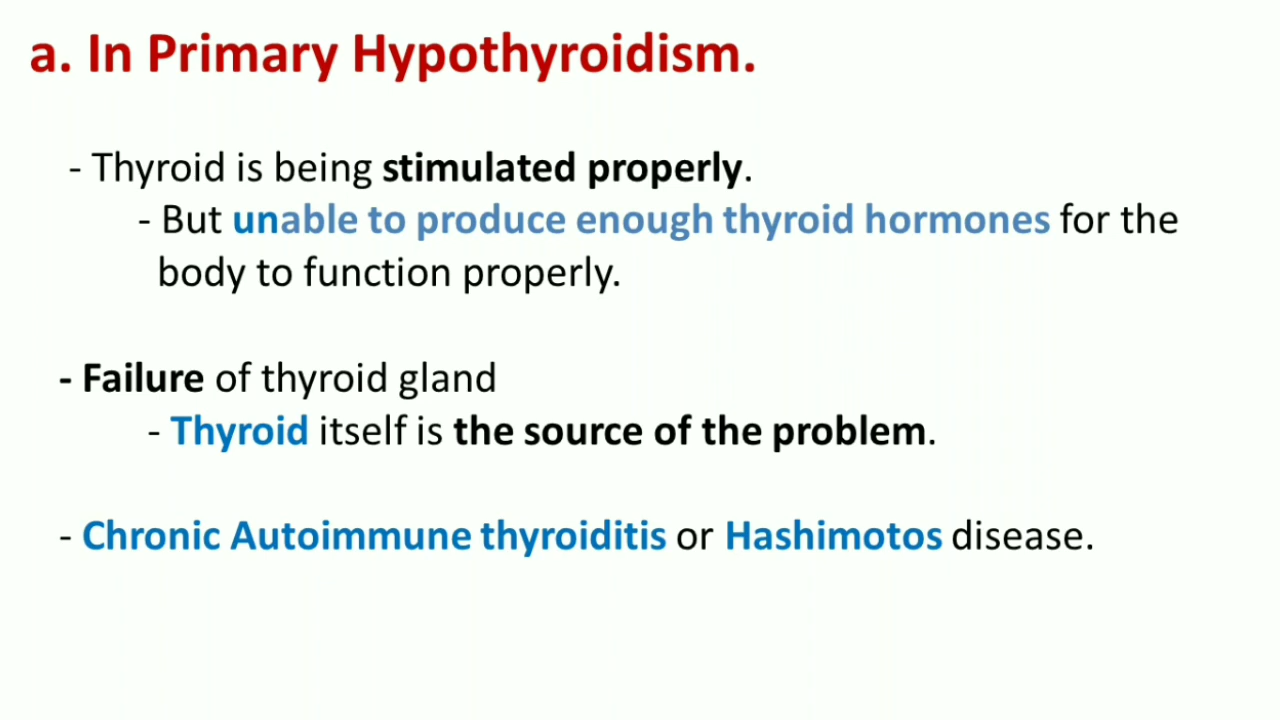 a. In Primary Hypothyroidism.
- Thyroid is being stimulated properly.
- But unable to produce enough thyroid hormones for the
body to function properly.
- Failure of thyroid gland
- Thyroid itself is the source of the problem.
- Chronic Autoimmune thyroiditis or Hashimotos disease.